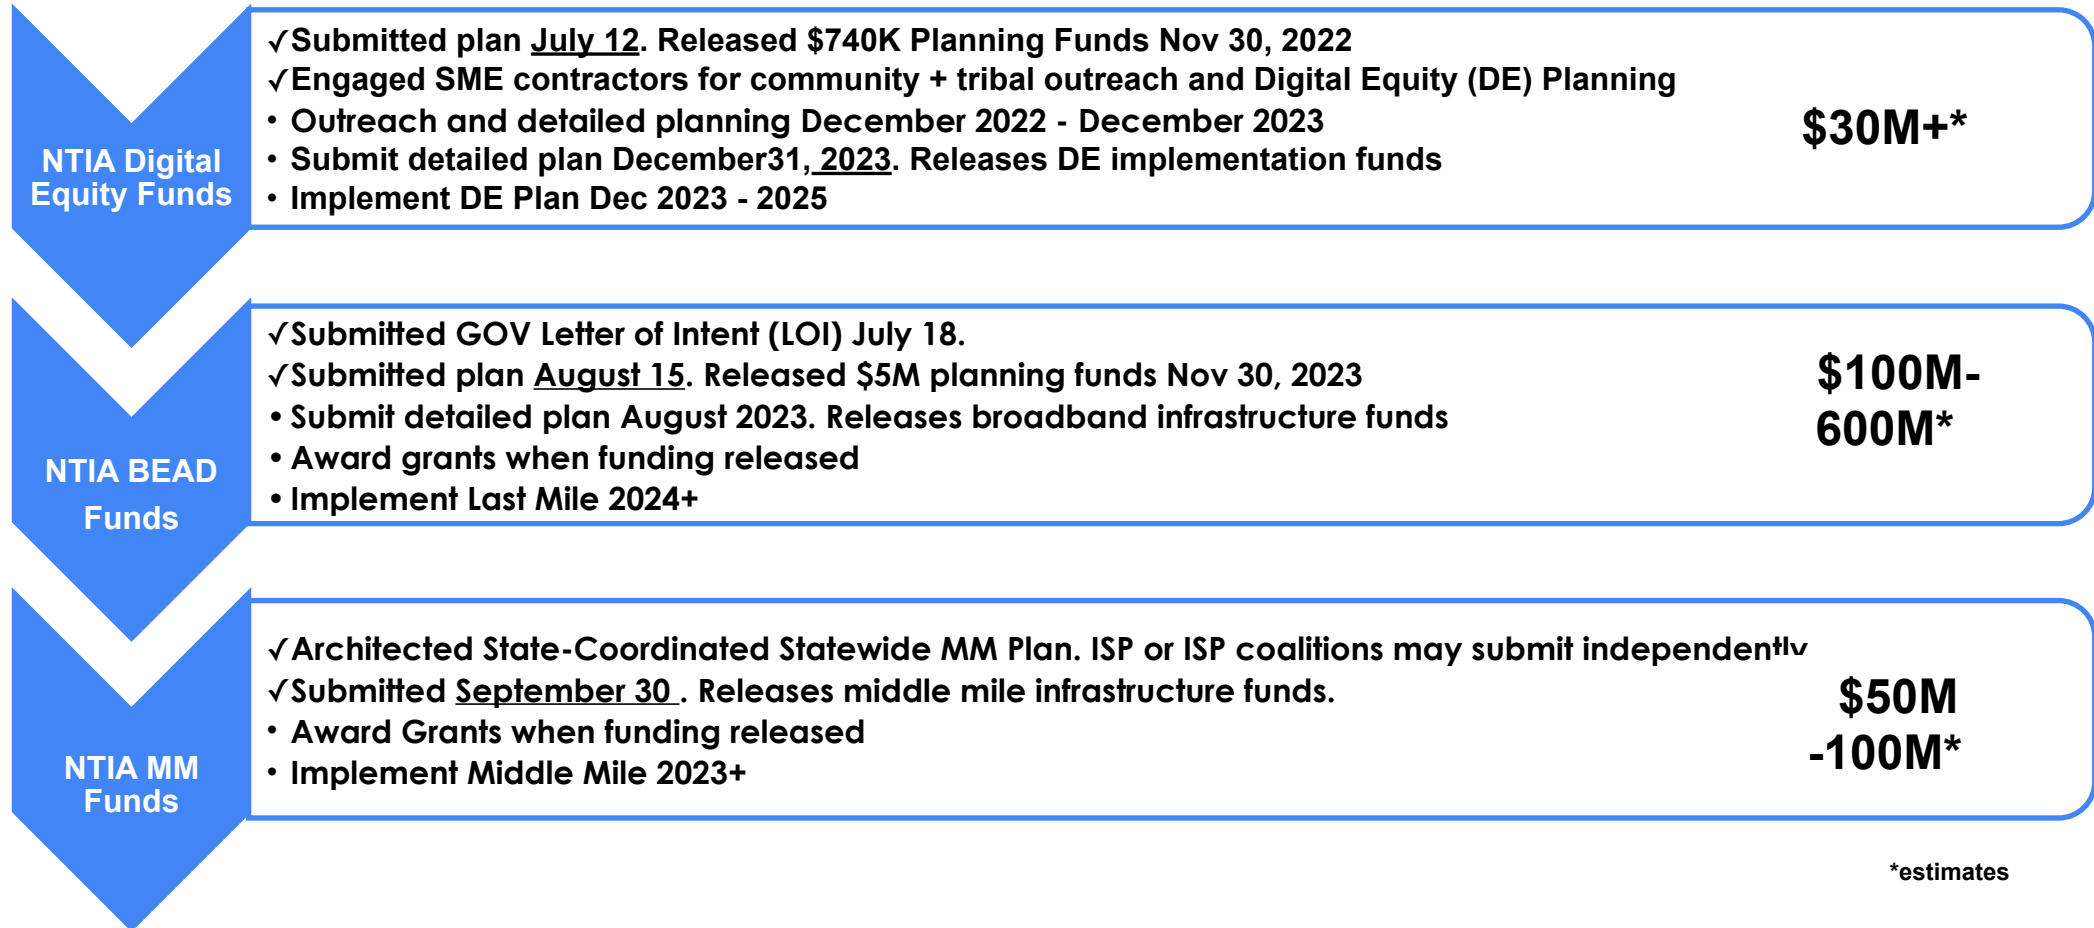 NTIA Digital
Equity Funds
✓Submitted plan July 12. Released $740K Planning Funds Nov 30, 2022
✓Engaged SME contractors for community + tribal outreach and Digital Equity (DE) Planning
• Outreach and detailed planning December 2022 - December 2023
• Submit detailed plan December31, 2023. Releases DE implementation funds
• Implement DE Plan Dec 2023 - 2025
$30M+*
NTIA BEAD
Funds
✓Submitted GOV Letter of Intent (LOI) July 18.
✓Submitted plan August 15. Released $5M planning funds Nov 30, 2023
• Submit detailed plan August 2023. Releases broadband infrastructure funds
• Award grants when funding released
• Implement Last Mile 2024+
$100M-
600M*
NTIA MM
Funds
✓Architected State-Coordinated Statewide MM Plan. ISP or ISP coalitions may submit independently
✓Submitted September 30 . Releases middle mile infrastructure funds.
• Award Grants when funding released
• Implement Middle Mile 2023+
$50M
-100M*
*estimates